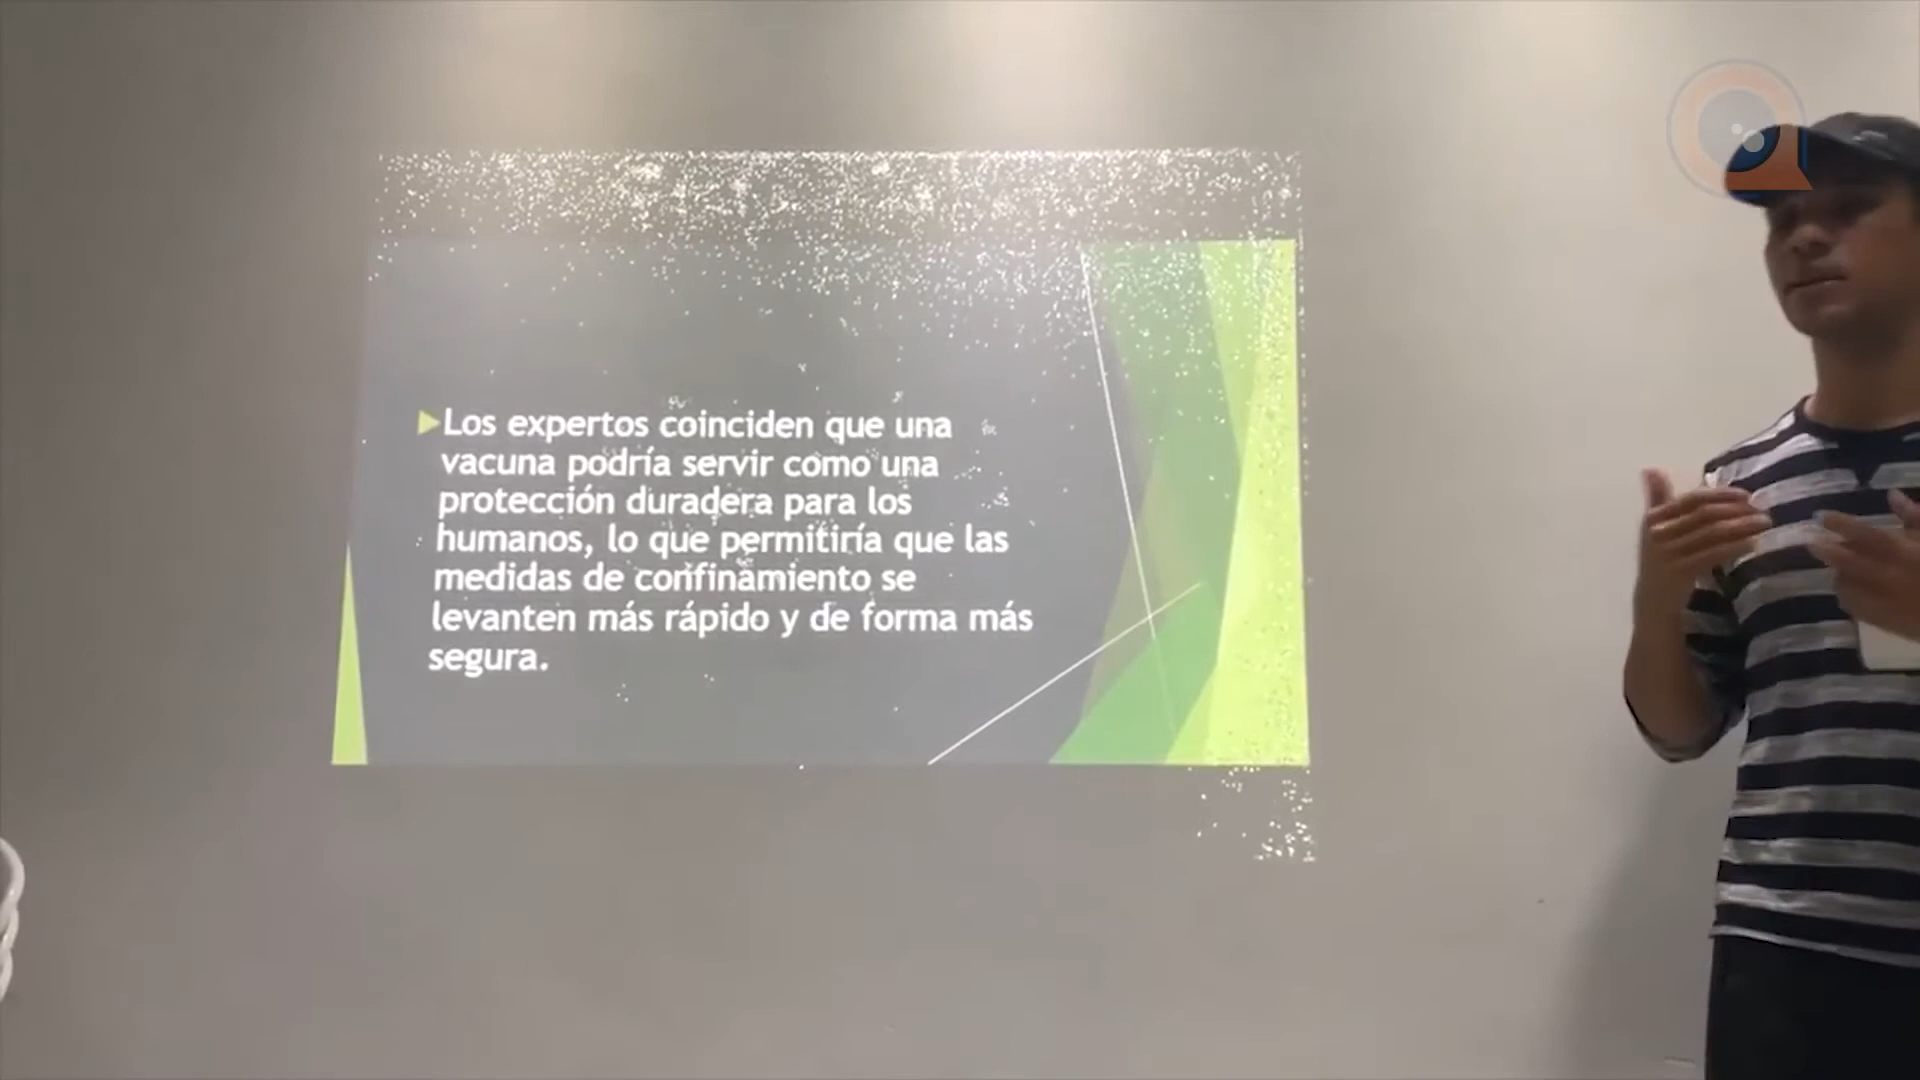 Los expertos coinciden que una
vacuna podría servir como una
protección duradera para los
humanos, lo que permitiría que las
medidas de confinamiento se
levanten más rápido y de forma más
segura.